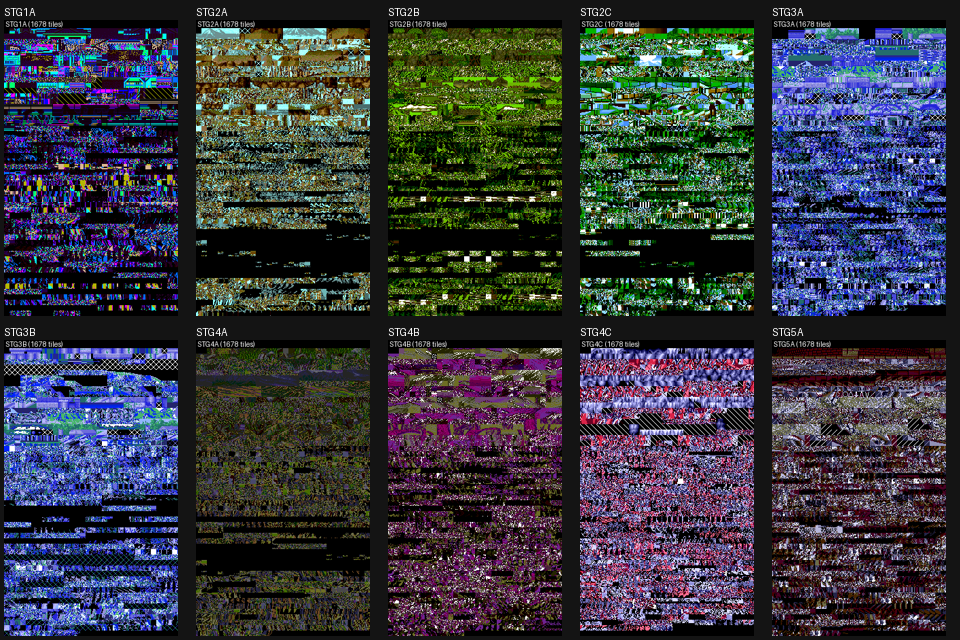 STG1A
STG2A
STG2B
STG2C
STG3A
STG1A (1678 tiles)
STG2A (1678 tiles)
STG2B (1678 tiles)
STG2C (1678 tiles)
STG3A (1678 tiles)
STG3B
STG4A
STG4B
STG4C
STG5A
STG3B (1678 tiles)
STG4A (1678 tiles)
STG4B (1678 tiles)
STG4C (1678 tiles)
STG5A (1678 tiles)